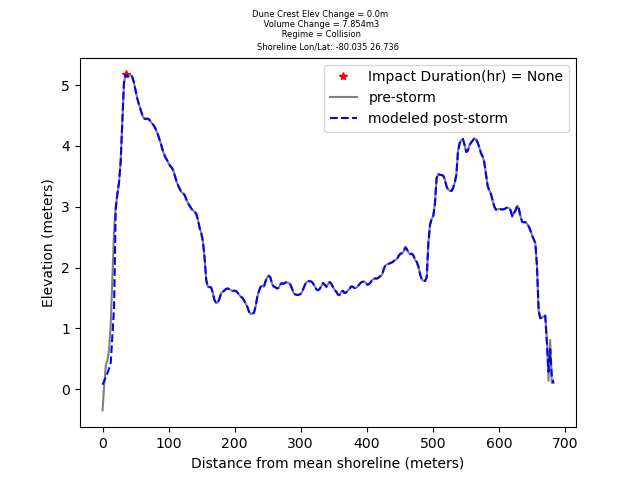 Dune Crest Elev Change = 0.0m
Volume Change = 7.854m3
Regime = Collision
Shoreline Lon/Lat: -80.035 26.736
Impact Duration(hr) = None
pre-storm
modeled post-storm
Elevation (meters)
5
4
3
2
1
0
0 100 200 300 400 500 600 700
Distance from mean shoreline (meters)